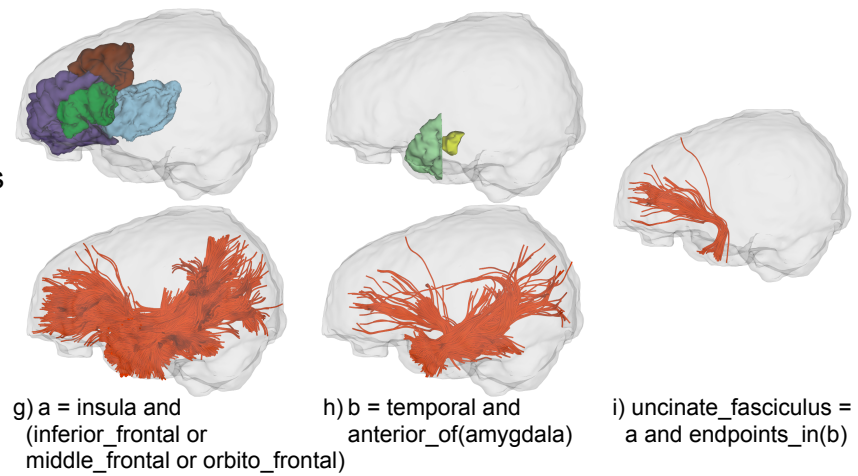 s
g) a = insula and
(inferior_frontal or
middle_frontal or orbito_frontal)
h) b = temporal and
anterior_of(amygdala)
i) uncinate_fasciculus =
a and endpoints_in(b)